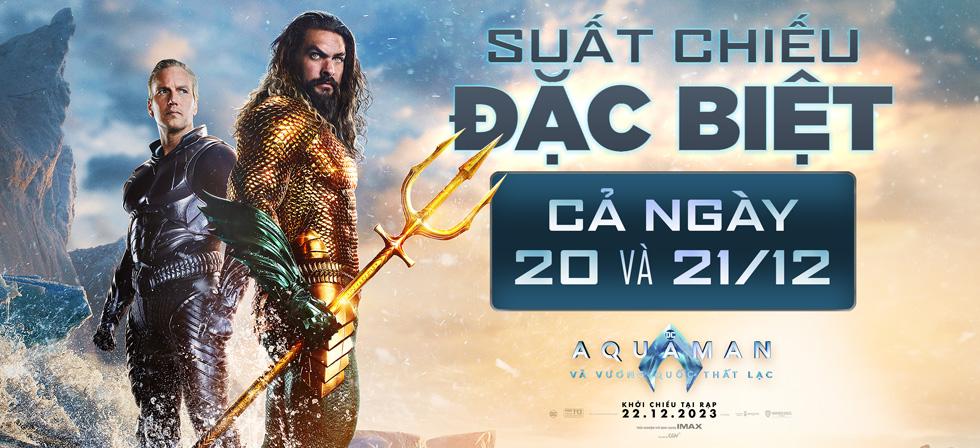 SUẤT CHIẾU
ĐẶC BIỆT
CẢ NGÀY
20 VÀ 21/12
DC
AQUAMAN
VÀ VƯƠNG QUỐC THẤT LẠC
KHỞI CHIẾU TẠI RẠP
22.12.2023
IMAX